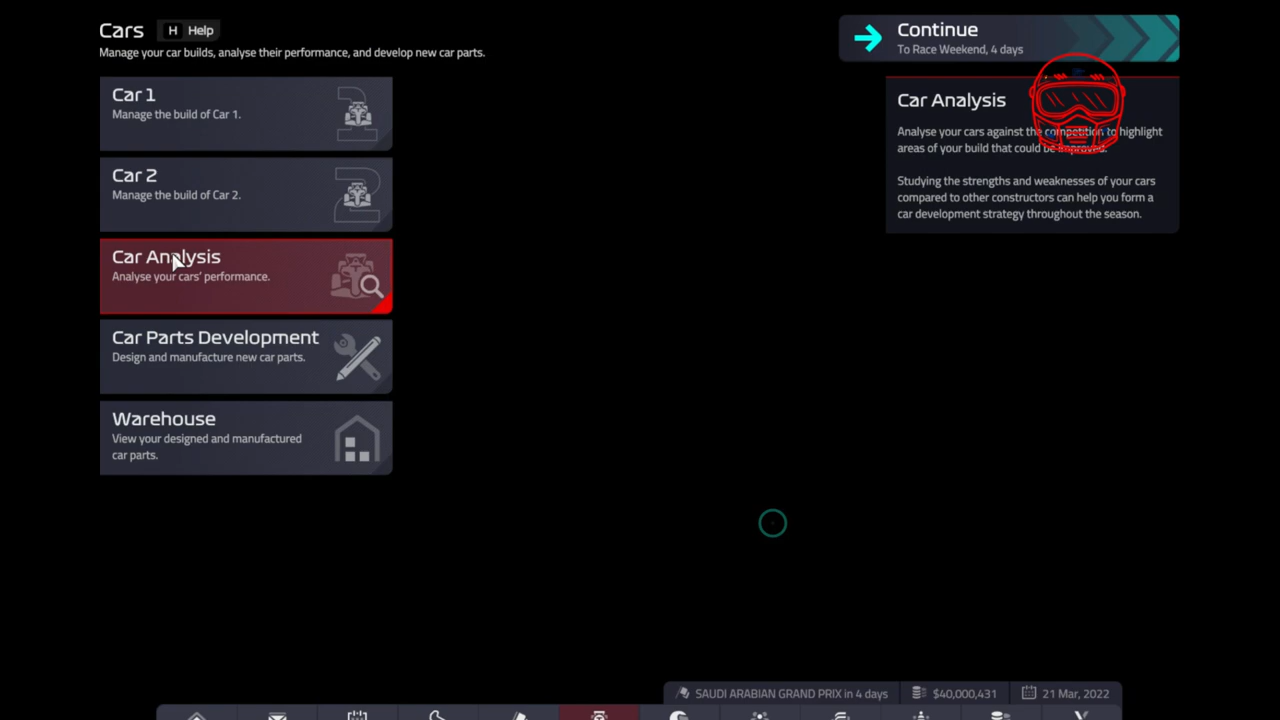 Cars
H Help
Manage your car builds, analyse their performance, and develop new car parts.
Car 1
Manage the build of Car 1.
Car 2
Manage the build of Car 2.
Car Analysis
Analyse your cars' performance.
Car Parts Development
Design and manufacture new car parts.
Warehouse
View your designed and manufactured
car parts.
Continue
To Race Weekend, 4 days
Car Analysis
Analyse your cars against the competition to highlight
areas of your build that could be improved.
Studying the strengths and weaknesses of your cars
compared to other constructors can help you form a
car development strategy throughout the season.
SAUDI ARABIAN GRAND PRIX in 4 days
$40,000,431
21 Mar, 2022